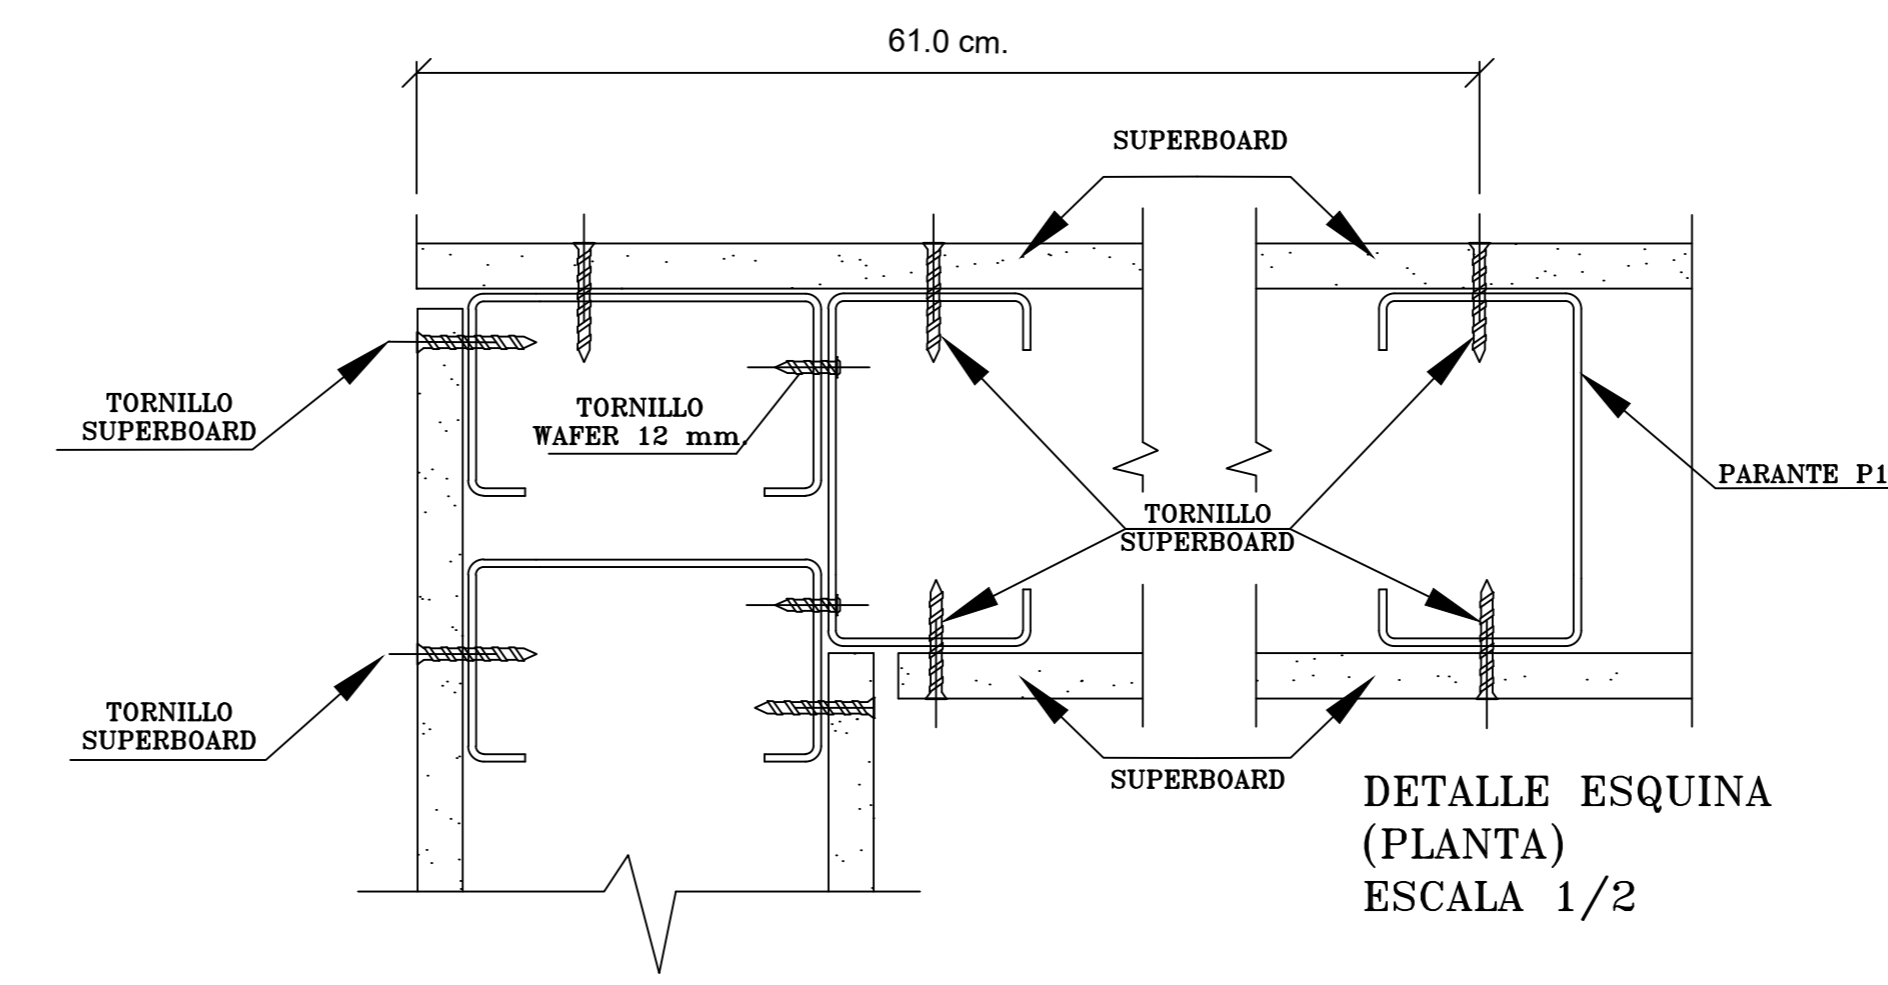 61.0 cm.
SUPERBOARD
TORNILLO
SUPERBOARD
TORNILLO
WAFER 12 mm.
PARANTE P1
TORNILLO
SUPERBOARD
TORNILLO
SUPERBOARD
SUPERBOARD
DETALLE ESQUINA
(PLANTA)
ESCALA 1/2